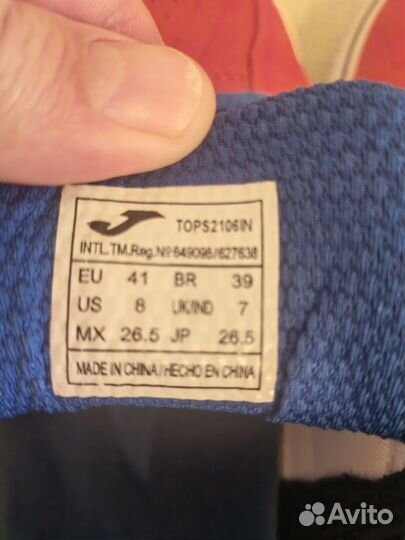 TOPS2106IN
INTL.TM.Reg.Nº649096/627638
EU 41 BR 39
US 8 UK/IND 7
MX 26.5 JP 26.5
MADE IN CHINA/HECHO EN CHINA
Avito